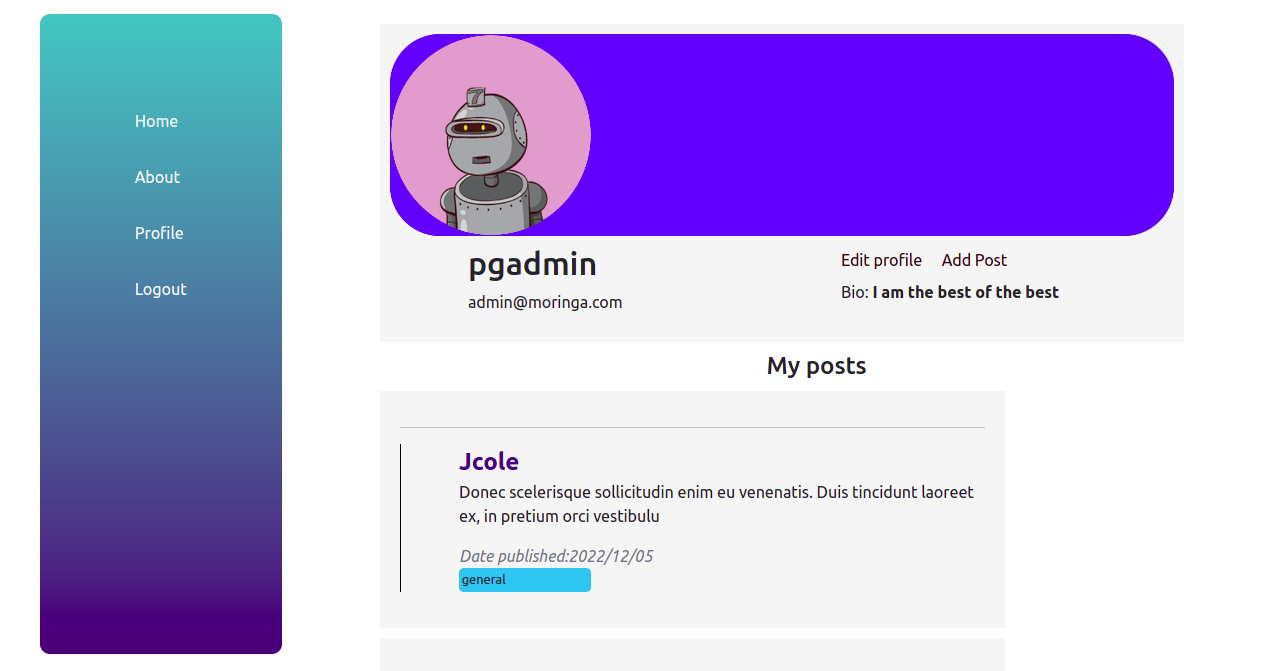 Home
About
Profile
Logout
7
pgadmin
admin@moringa.com
Edit profile Add Post
Bio: I am the best of the best
My posts
Jcole
Donec scelerisque sollicitudin enim eu venenatis. Duis tincidunt laoreet
ex, in pretium orci vestibulu
Date published:2022/12/05
general